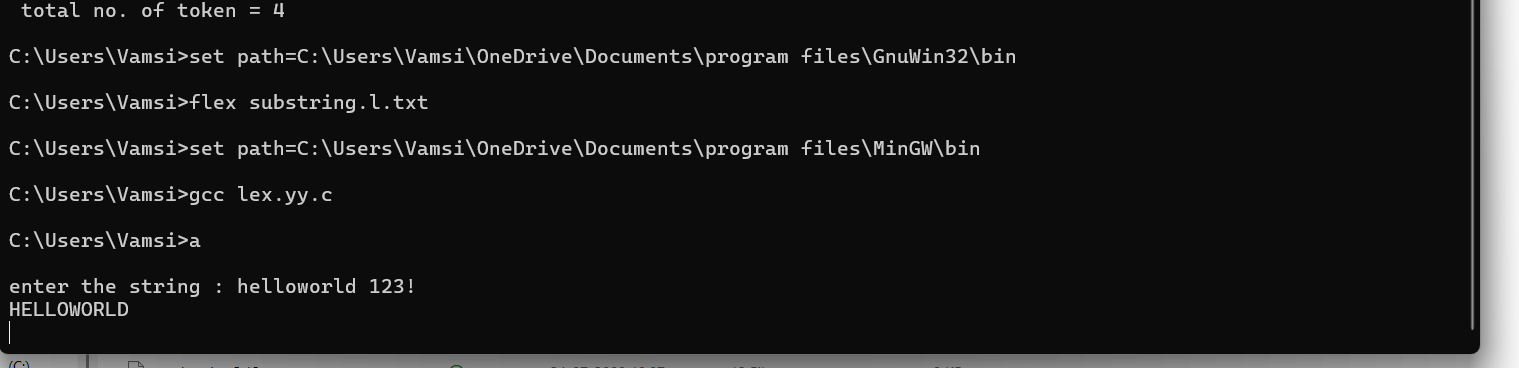 total no. of token = 4
C:\Users\Vamsi>set path=C:\Users\Vamsi\OneDrive\Documents\program files\GnuWin32\bin
C:\Users\Vamsi>flex substring.l.txt
C:\Users\Vamsi>set path=C:\Users\Vamsi\OneDrive\Documents\program files\MinGW\bin
C:\Users\Vamsi>gcc lex.yy.c
C:\Users\Vamsi>a
enter the string : helloworld 123!
HELLOWORLD
(C:)